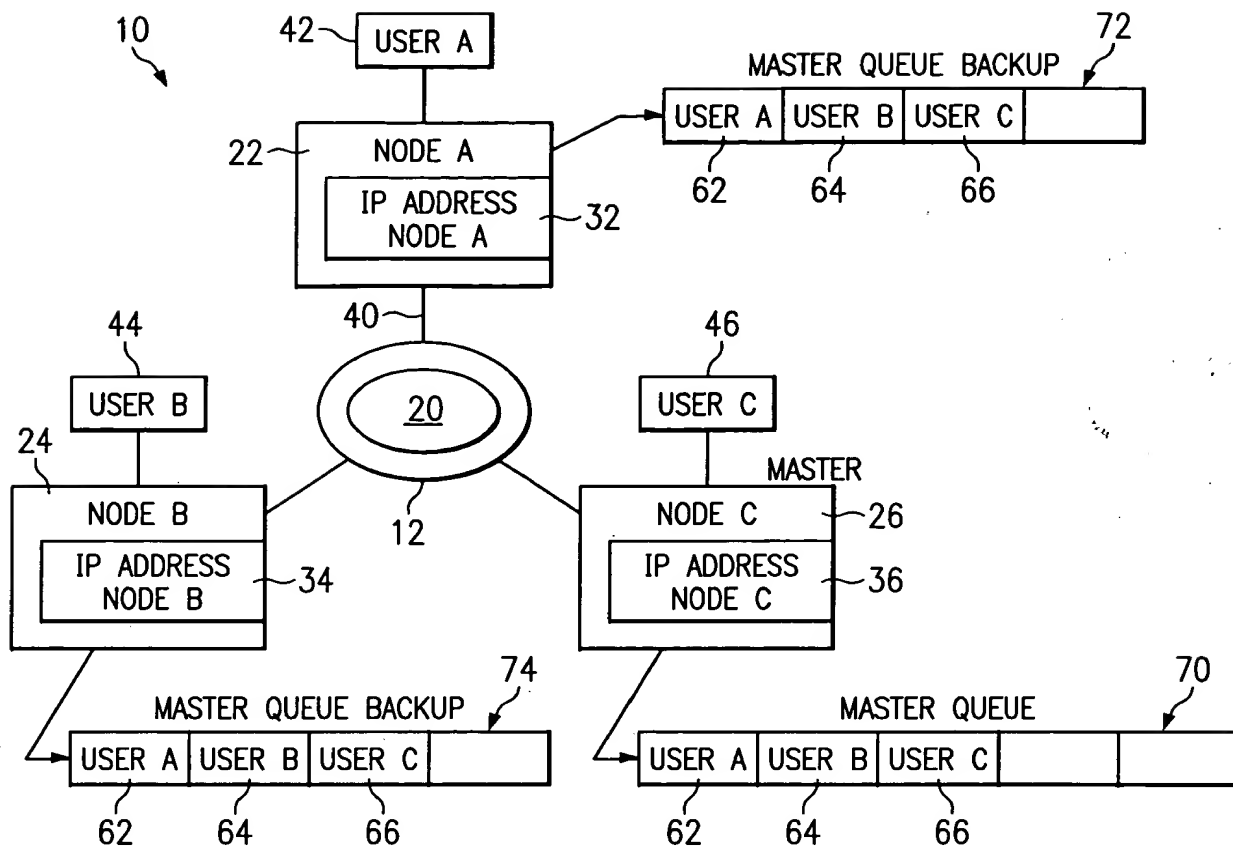 10
42
USER A
MASTER QUEUE BACKUP
72
USER A USER B USER C
62 64 66
22
NODE A
IP ADDRESS
NODE A
32
40
44
USER B
20
12
46
USER C
24
NODE B
IP ADDRESS
NODE B
34
MASTER
NODE C
26
IP ADDRESS
NODE C
36
MASTER QUEUE BACKUP
74
USER A USER B USER C
62 64 66
MASTER QUEUE
70
USER A USER B USER C
62 64 66